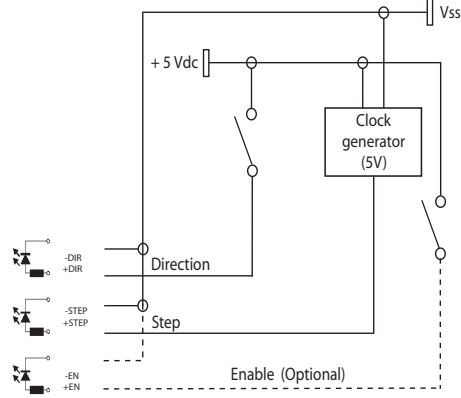 Vss
+ 5 Vdc
Clock
generator
(5V)
-DIR
+DIR
Direction
-STEP
+STEP
Step
-EN
+EN
Enable (Optional)